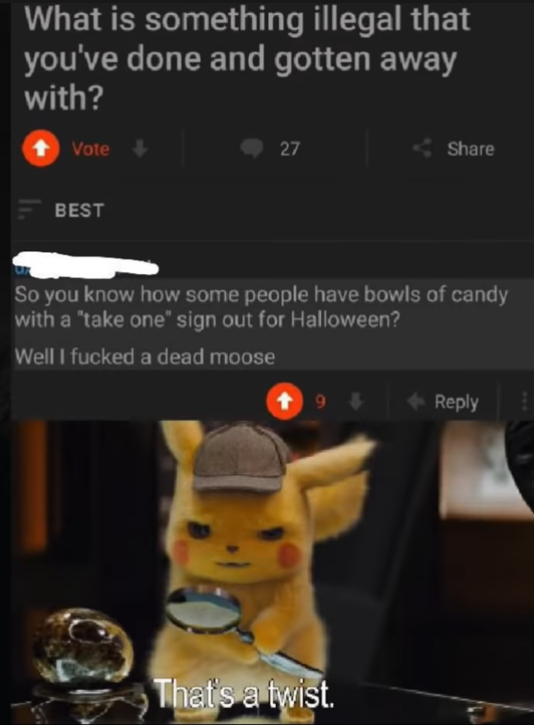 What is something illegal that
you've done and gotten away
with?
Vote
27
Share
BEST
So you know how some people have bowls of candy
with a "take one" sign out for Halloween?
Well I fucked a dead moose
9
Reply
That's a twist.